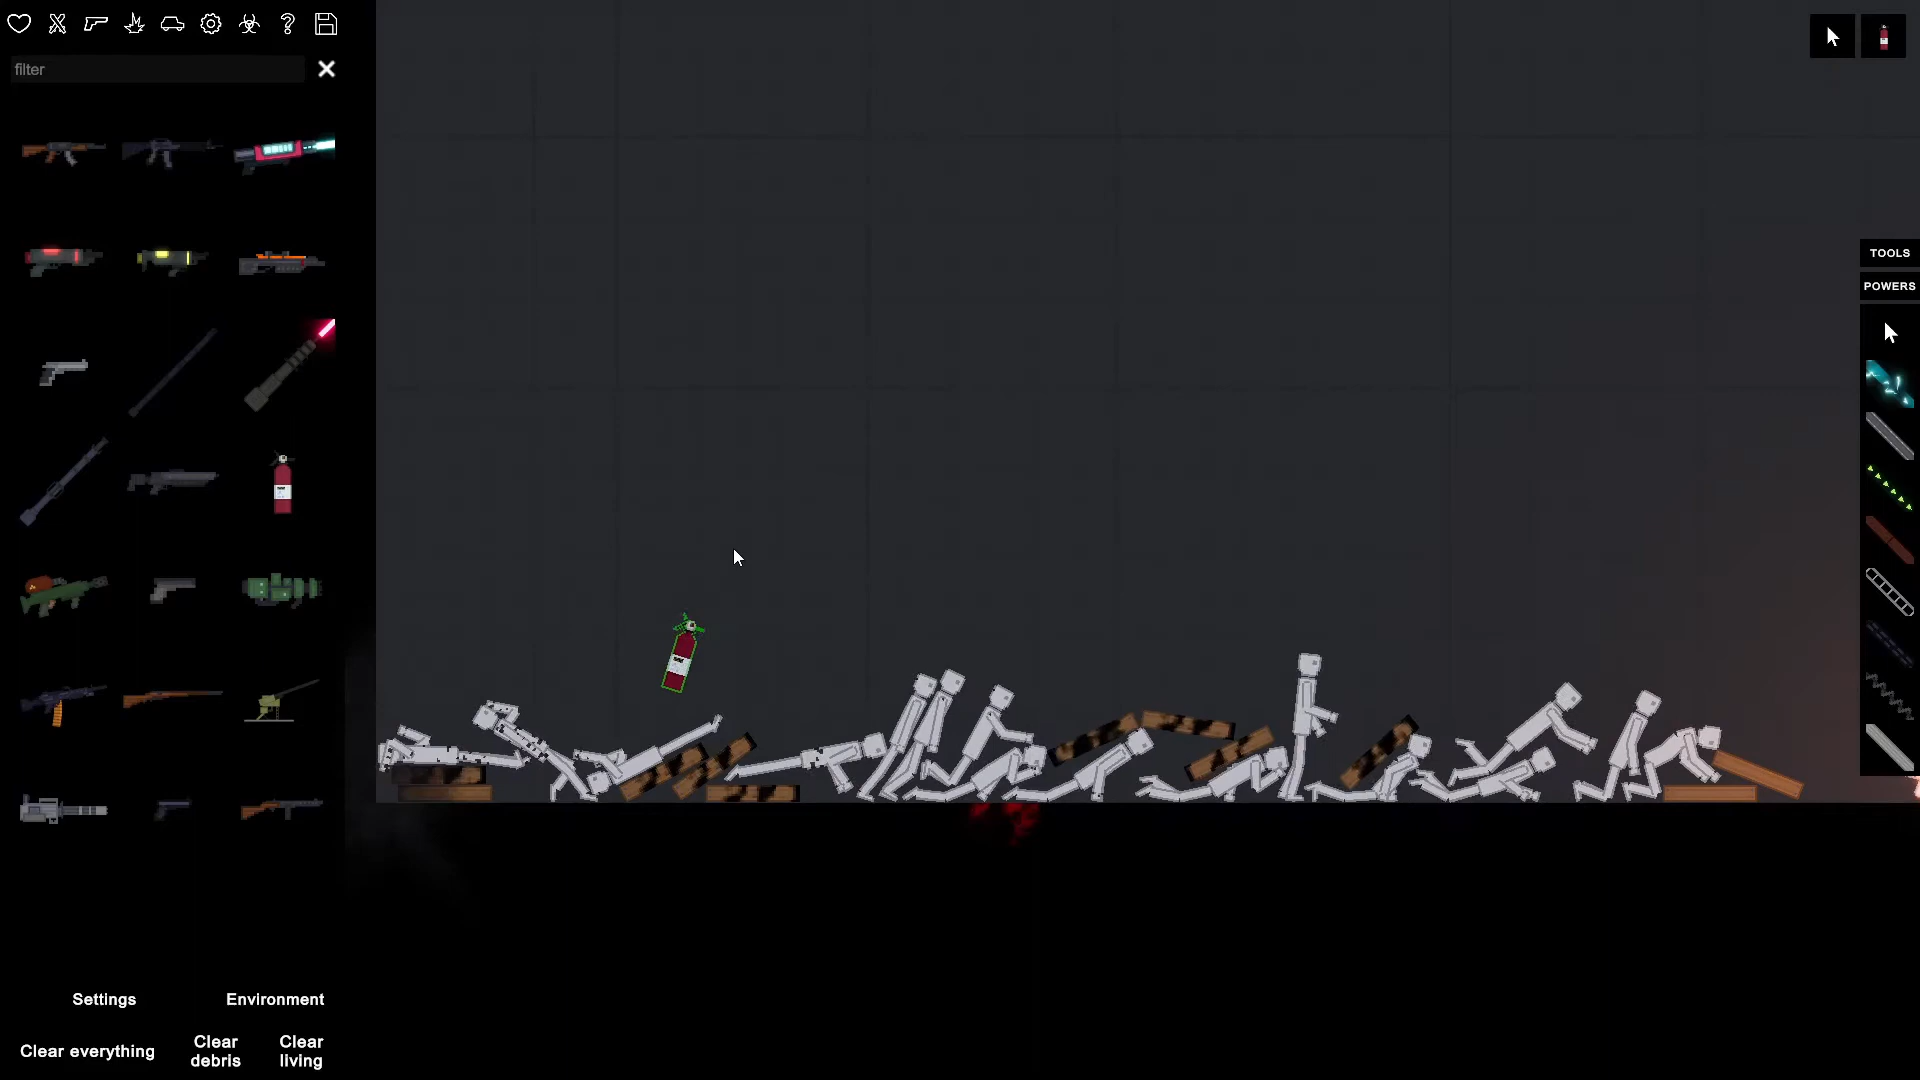 filter
TOOLS
POWERS
Settings
Environment
Clear everything
Clear
debris
Clear
living